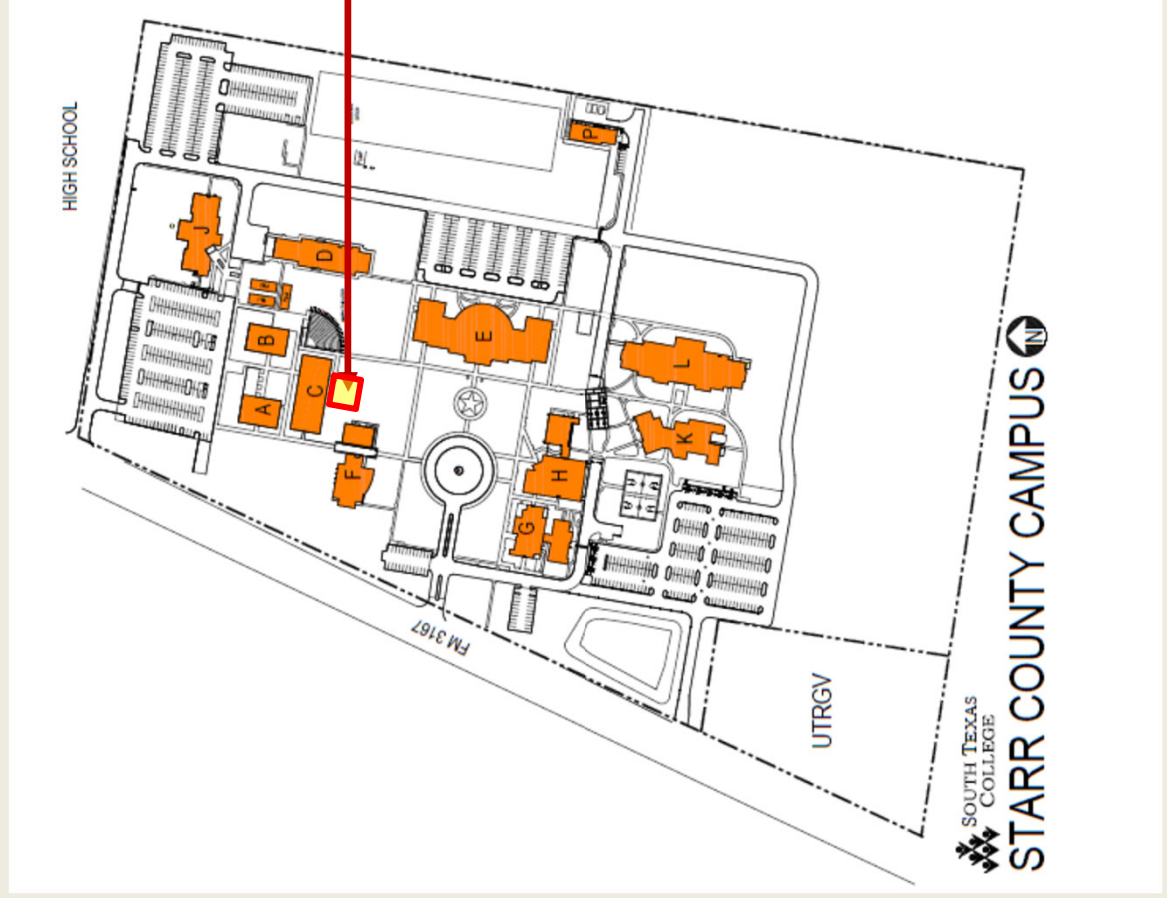 HIGH SCHOOL
P
J
D
B
E
C
A
L
F
K
H
G
FM 3167
UTRGV
SOUTH TEXAS
COLLEGE
STARR COUNTY CAMPUS
N